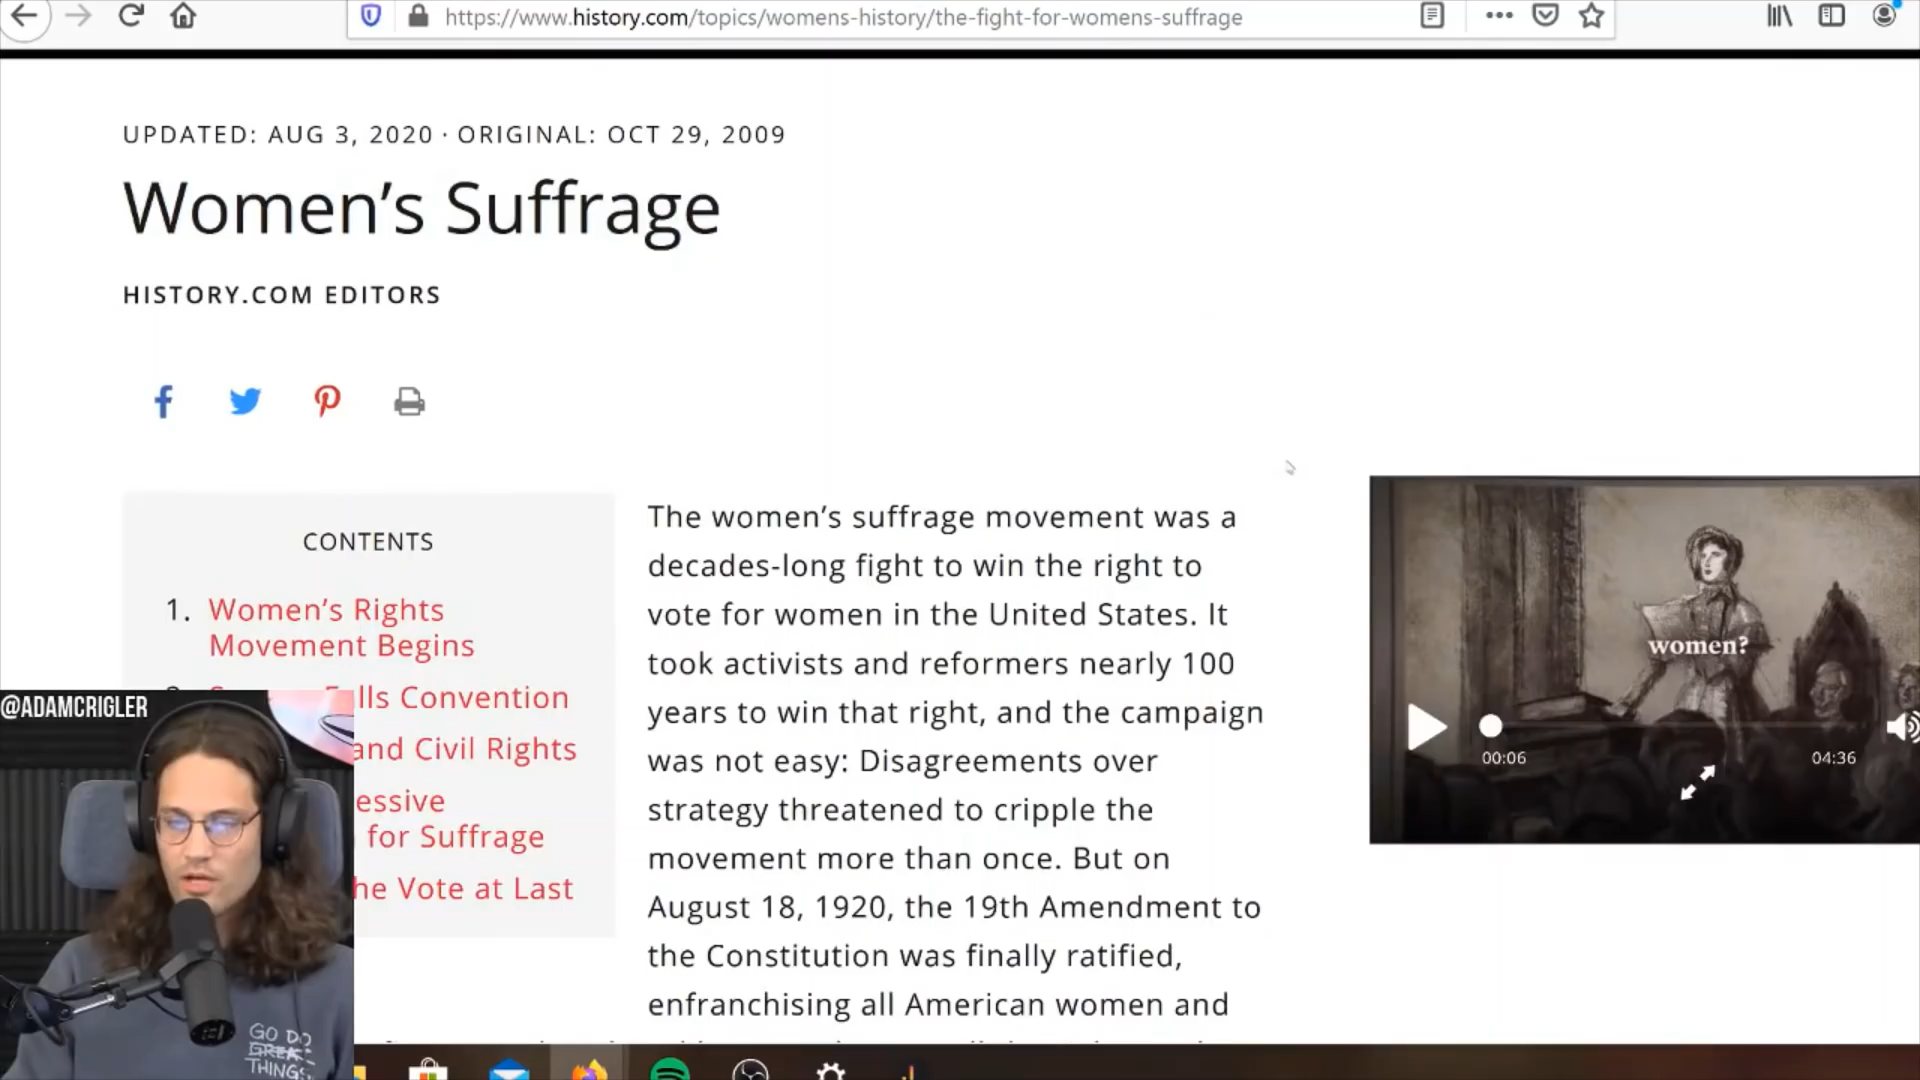 https://www.history.com/topics/womens-history/the-fight-for-womens-suffrage
UPDATED: AUG 3, 2020 · ORIGINAL: OCT 29, 2009
Women’s Suffrage
HISTORY.COM EDITORS
CONTENTS
1. Women’s Rights
Movement Begins
lls Convention
and Civil Rights
essive
for Suffrage
he Vote at Last
The women’s suffrage movement was a
decades-long fight to win the right to
vote for women in the United States. It
took activists and reformers nearly 100
years to win that right, and the campaign
was not easy: Disagreements over
strategy threatened to cripple the
movement more than once. But on
August 18, 1920, the 19th Amendment to
the Constitution was finally ratified,
enfranchising all American women and
women?
00:06
04:36
@ADAMCRIGLER
GO DO
GREAT
THINGS